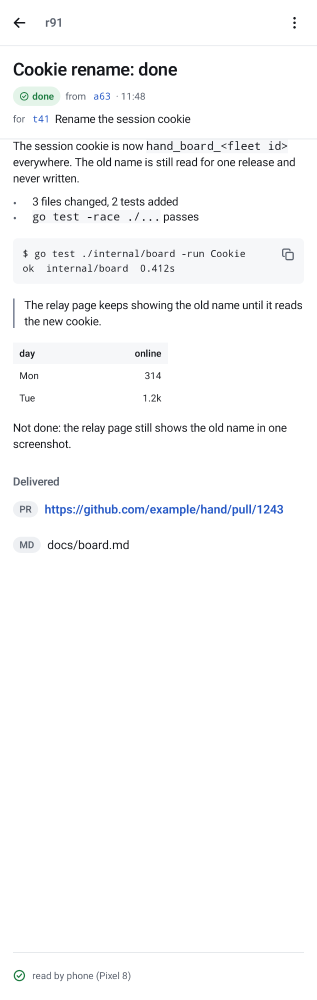 r91
Cookie rename: done
done from a63 · 11:48
for t41 Rename the session cookie
The session cookie is now hand_board_<fleet id>
everywhere. The old name is still read for one release and
never written.
• 3 files changed, 2 tests added
• go test -race ./... passes
$ go test ./internal/board -run Cookie
ok  internal/board  0.412s
The relay page keeps showing the old name until it reads
the new cookie.
day online
Mon 314
Tue 1.2k
Not done: the relay page still shows the old name in one
screenshot.
Delivered
PR https://github.com/example/hand/pull/1243
MD docs/board.md
read by phone (Pixel 8)